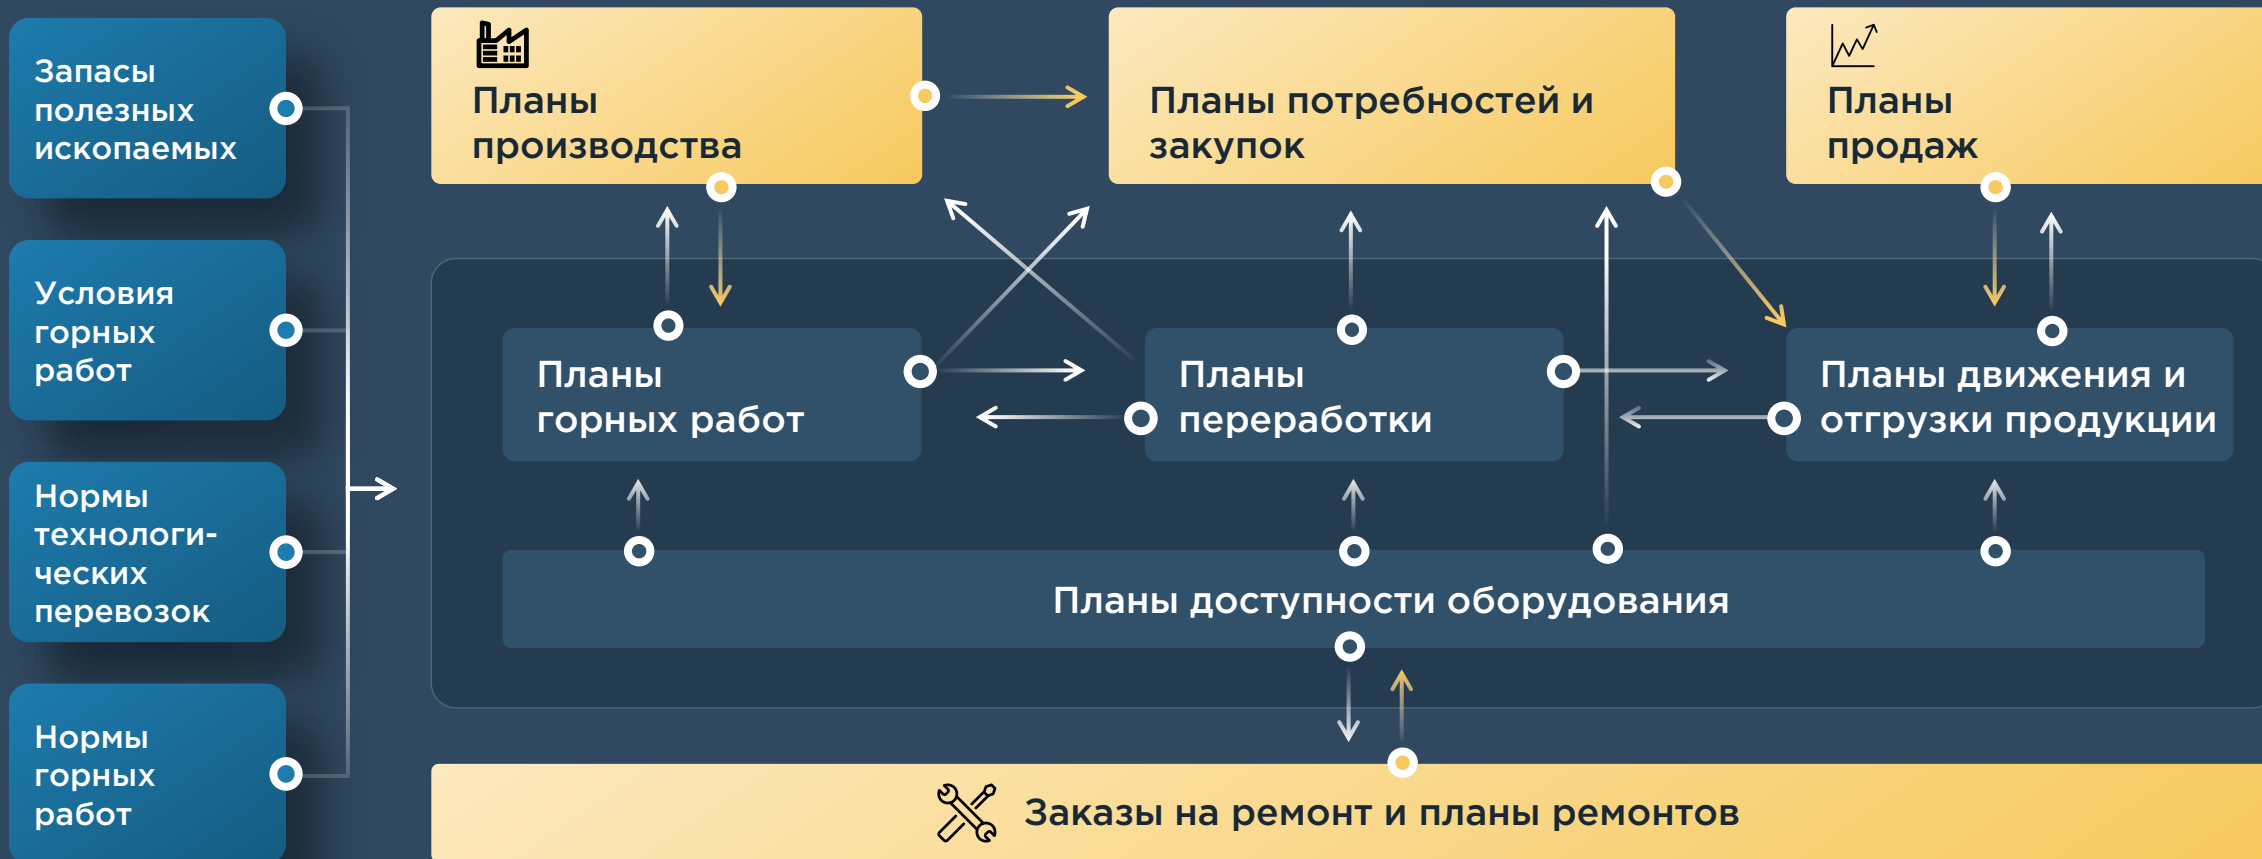 Запасы
полезных
ископаемых
Условия
горных
работ
Нормы
технологи-
ческих
перевозок
Нормы
горных
работ
Планы
производства
Планы потребностей и
закупок
Планы
продаж
Планы
горных работ
Планы
переработки
Планы движения и
отгрузки продукции
Планы доступности оборудования
Заказы на ремонт и планы ремонтов